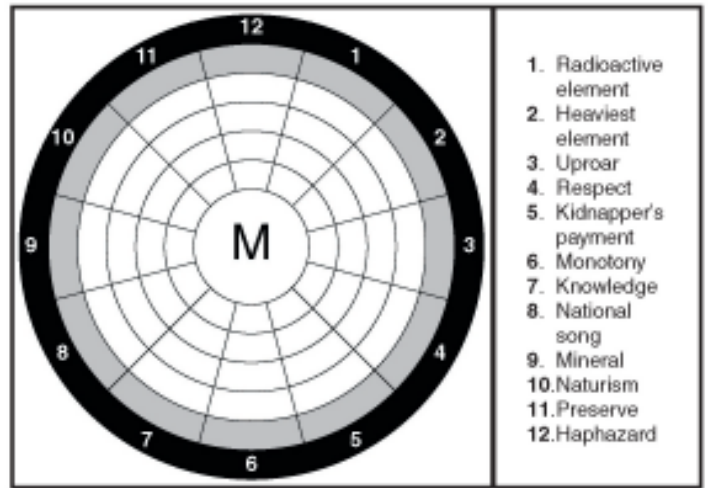 12
11
1
10
2
M
9
3
8
4
7
5
6
1. Radioactive
element
2. Heaviest
element
3. Uproar
4. Respect
5. Kidnapper's
payment
6. Monotony
7. Knowledge
8. National
song
9. Mineral
10.Naturism
11.Preserve
12.Haphazard